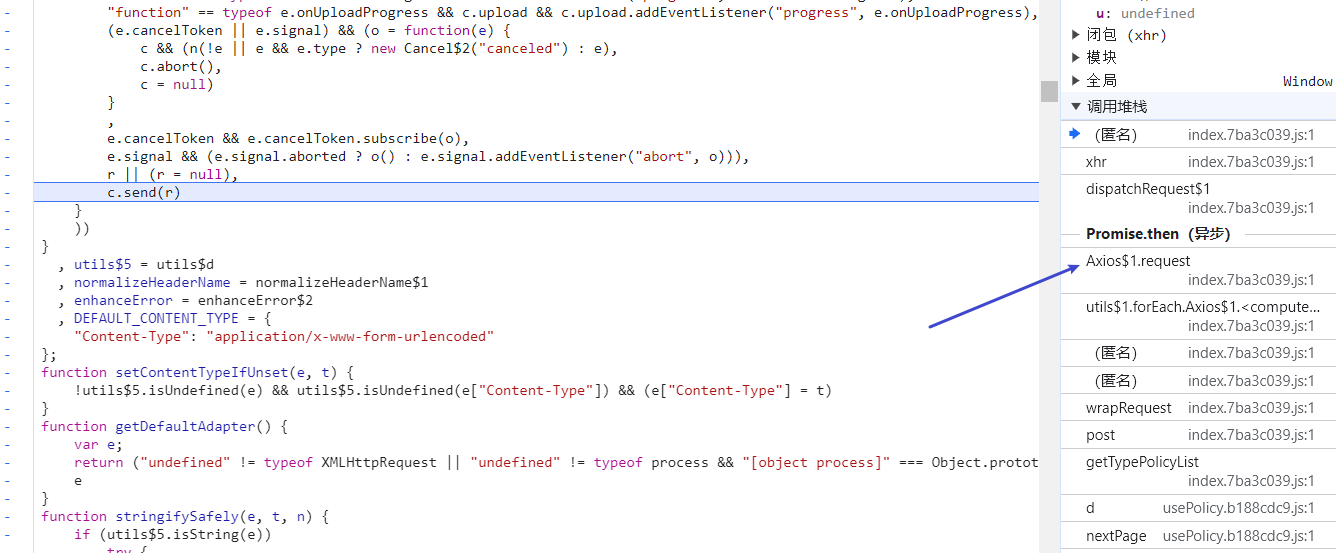 "function" == typeof e.onUploadProgress && c.upload && c.upload.addEventListener("progress", e.onUploadProgress),
(e.cancelToken || e.signal) && (o = function(e) {
c && (n(!e || e && e.type ? new Cancel$2("canceled") : e),
c.abort(),
c = null)
}
,
e.cancelToken && e.cancelToken.subscribe(o),
e.signal && (e.signal.aborted ? o() : e.signal.addEventListener("abort", o))),
r || (r = null),
c.send(r)
}
))
}
, utils$5 = utils$d
, normalizeHeaderName = normalizeHeaderName$1
, enhanceError = enhanceError$2
, DEFAULT_CONTENT_TYPE = {
"Content-Type": "application/x-www-form-urlencoded"
};
function setContentTypeIfUnset(e, t) {
!utils$5.isUndefined(e) && utils$5.isUndefined(e["Content-Type"]) && (e["Content-Type"] = t)
}
function getDefaultAdapter() {
var e;
return ("undefined" != typeof XMLHttpRequest || "undefined" != typeof process && "[object process]" === Object.protot
e
}
function stringifySafely(e, t, n) {
if (utils$5.isString(e))
try {
u: undefined
闭包 (xhr)
模块
全局 Window
调用堆栈
(匿名) index.7ba3c039.js:1
xhr index.7ba3c039.js:1
dispatchRequest$1
index.7ba3c039.js:1
Promise.then (异步)
Axios$1.request
index.7ba3c039.js:1
utils$1.forEach.Axios$1.<compute...
index.7ba3c039.js:1
(匿名) index.7ba3c039.js:1
(匿名) index.7ba3c039.js:1
wrapRequest index.7ba3c039.js:1
post index.7ba3c039.js:1
getTypePolicyList
index.7ba3c039.js:1
d usePolicy.b188cdc9.js:1
nextPage usePolicy.b188cdc9.js:1